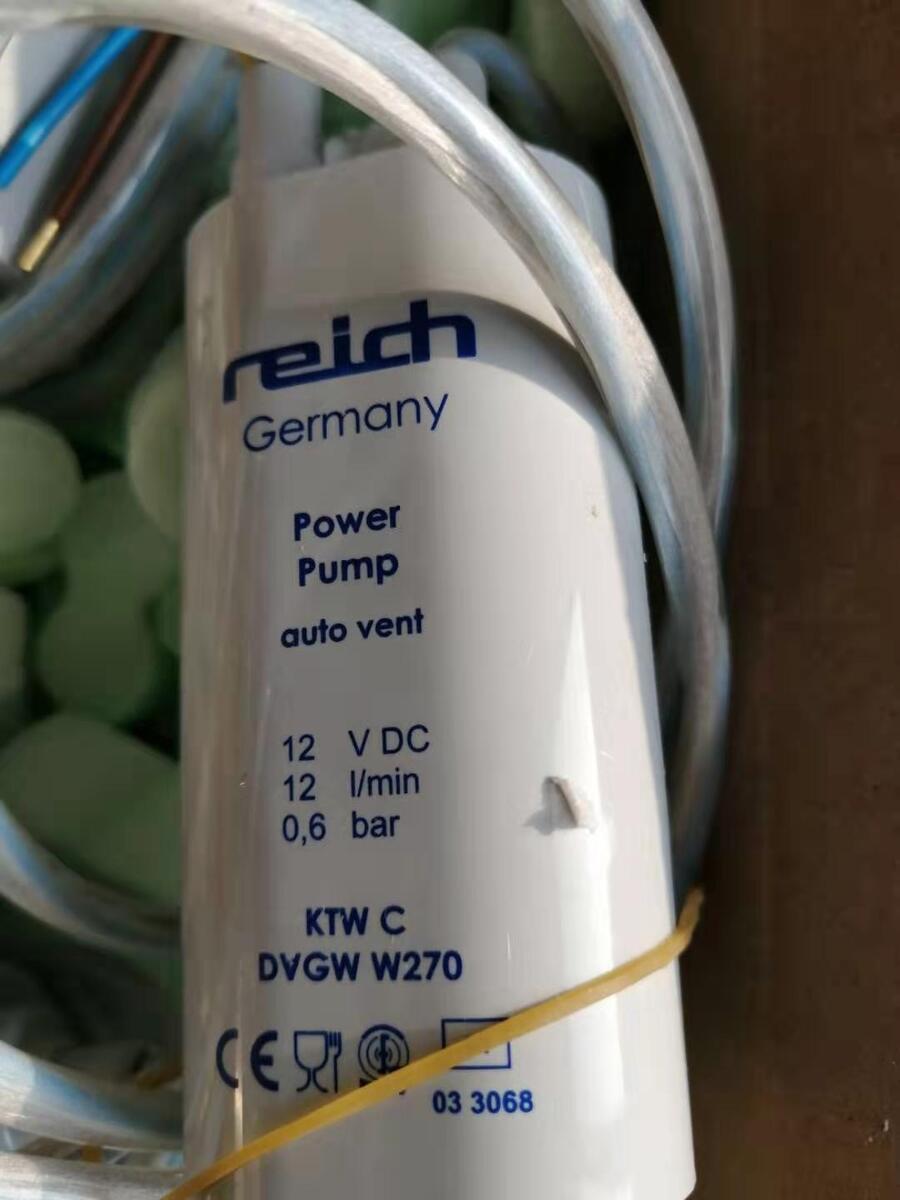 reich
Germany
Power
Pump
auto vent
12 V DC
12 l/min
0,6 bar
KTW C
DVGW W270
CE
03 3068